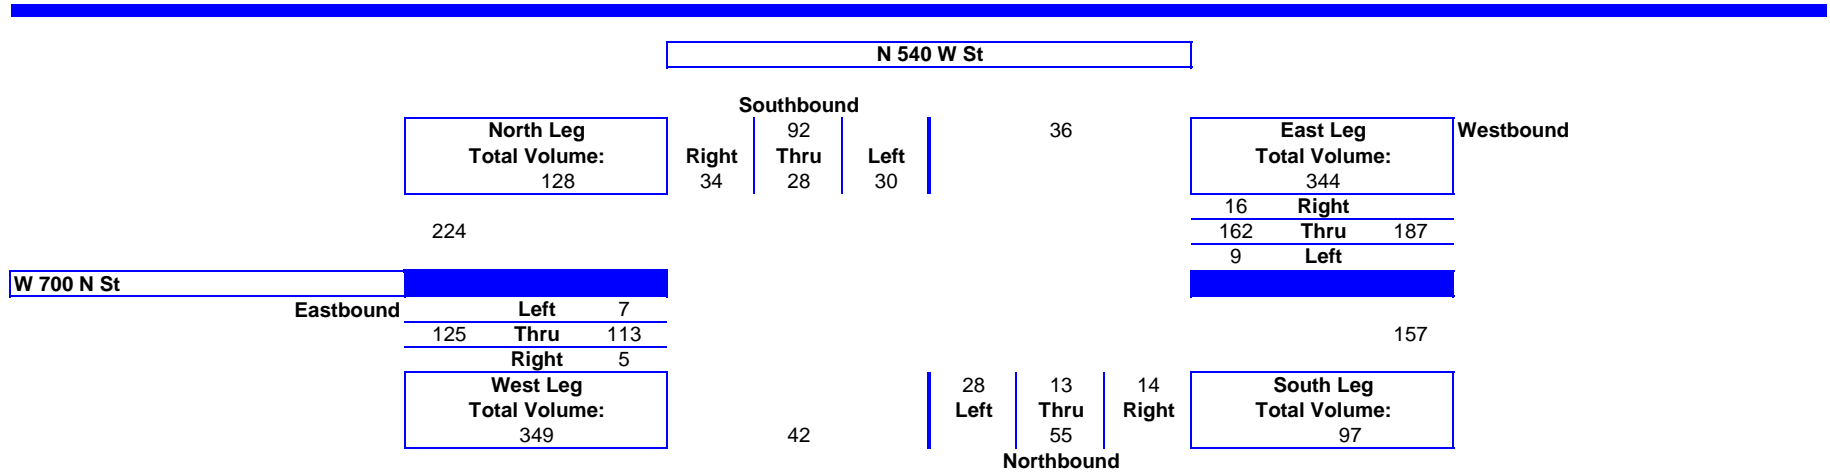 N 540 W St
Southbound
North Leg 92 36 East Leg Westbound
Total Volume: Right Thru Left Total Volume:
128 34 28 30 344
16 Right
224 162 Thru 187
9 Left
W 700 N St
Eastbound Left 7
125 Thru 113 157
Right 5
West Leg 28 13 14 South Leg
Total Volume: Left Thru Right Total Volume:
349 42 55 97
Northbound